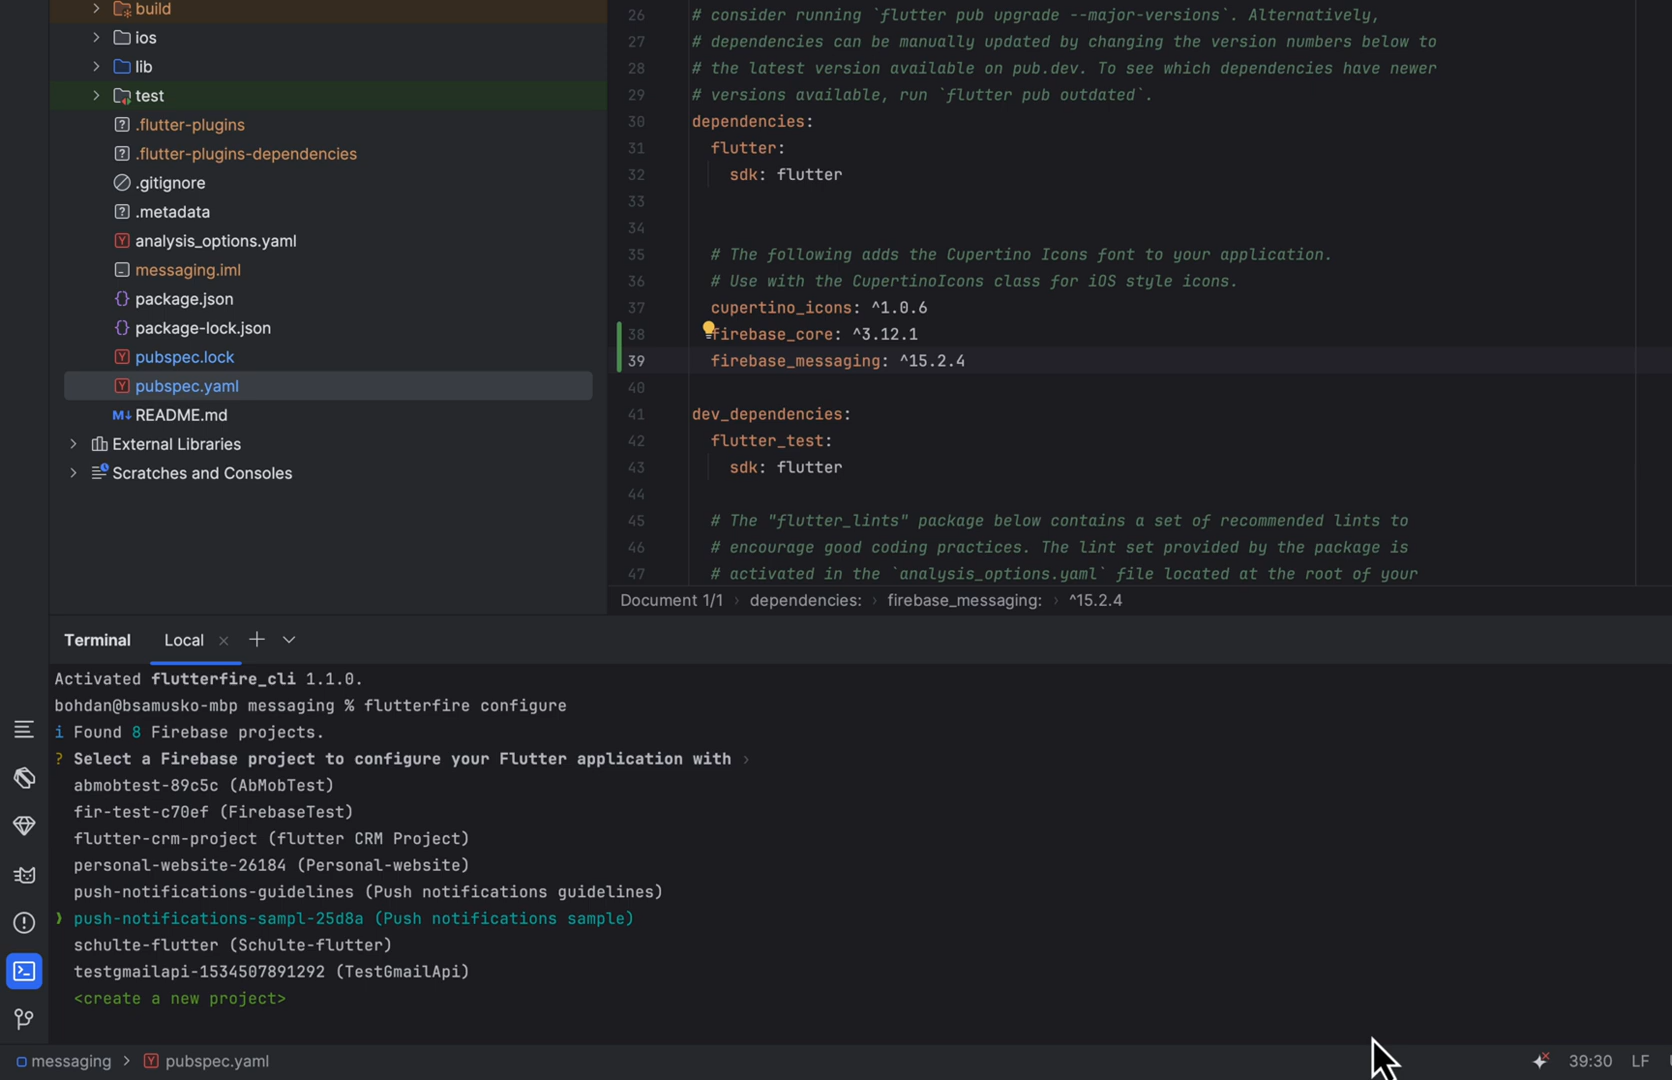 build
ios
lib
test
.flutter-plugins
.flutter-plugins-dependencies
.gitignore
.metadata
analysis_options.yaml
messaging.iml
package.json
package-lock.json
pubspec.lock
pubspec.yaml
README.md
External Libraries
Scratches and Consoles
26 # consider running `flutter pub upgrade --major-versions`. Alternatively,
27 # dependencies can be manually updated by changing the version numbers below to
28 # the latest version available on pub.dev. To see which dependencies have newer
29 # versions available, run `flutter pub outdated`.
30 dependencies:
31 flutter:
32 sdk: flutter
33
34
35 # The following adds the Cupertino Icons font to your application.
36 # Use with the CupertinoIcons class for iOS style icons.
37 cupertino_icons: ^1.0.6
38 firebase_core: ^3.12.1
39 firebase_messaging: ^15.2.4
40
41 dev_dependencies:
42 flutter_test:
43 sdk: flutter
44
45 # The "flutter_lints" package below contains a set of recommended lints to
46 # encourage good coding practices. The lint set provided by the package is
47 # activated in the `analysis_options.yaml` file located at the root of your
Document 1/1 › dependencies: › firebase_messaging: › ^15.2.4
Terminal Local × +
Activated flutterfire_cli 1.1.0.
bohdan@bsamusko-mbp messaging % flutterfire configure
i Found 8 Firebase projects.
? Select a Firebase project to configure your Flutter application with ›
abmobtest-89c5c (AbMobTest)
fir-test-c70ef (FirebaseTest)
flutter-crm-project (flutter CRM Project)
personal-website-26184 (Personal-website)
push-notifications-guidelines (Push notifications guidelines)
❯ push-notifications-sampl-25d8a (Push notifications sample)
schulte-flutter (Schulte-flutter)
testgmailapi-1534507891292 (TestGmailApi)
<create a new project>
messaging › pubspec.yaml
39:30 LF